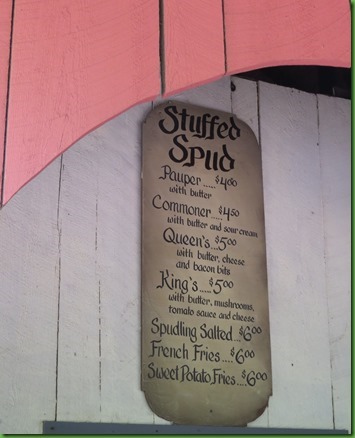 Stuffed
Spud
Pauper.....$4.00
with butter
Commoner....$4.50
with butter and sour cream
Queen's....$5.00
with butter, cheese
and bacon bits
King's....$5.00
with butter, mushrooms,
tomato sauce and cheese
Spudling Salted...$6.00
French Fries...$6.00
Sweet Potato Fries...$6.00